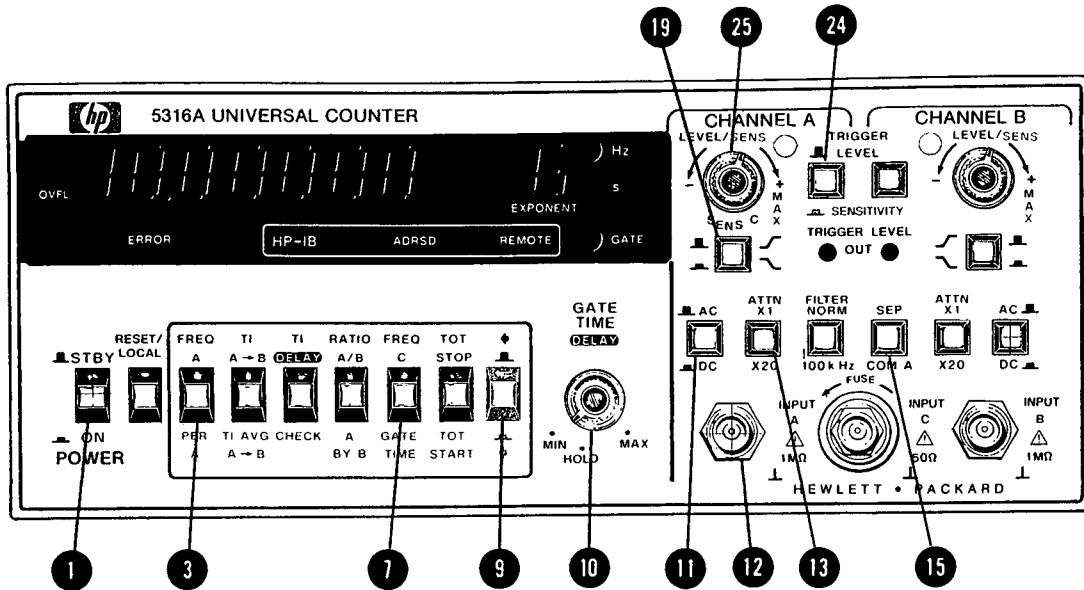 19 25 24
hp 5316A UNIVERSAL COUNTER
CHANNEL A
CHANNEL B
LEVEL/SENS
TRIGGER
LEVEL
LEVEL/SENS
Hz
OVFL
s
EXPONENT
- + MAX
- + MAX
SENS C
SENSITIVITY
ERROR
HP-IB ADRSD REMOTE
GATE
TRIGGER LEVEL
OUT
GATE
TIME
DELAY
AC
ATTN
X1
FILTER
NORM
SEP
ATTN
X1
AC
DC
X20
100kHz
COM A
X20
DC
STBY
RESET/
LOCAL
FREQ
A
TI
A→B
TI
DELAY
RATIO
A/B
FREQ
C
TOT
STOP
ON
POWER
PER
A
TI AVG
A→B
CHECK
A
BY B
GATE
TIME
TOT
START
MIN
HOLD
MAX
FUSE
INPUT
A
1MΩ
INPUT
C
50Ω
INPUT
B
1MΩ
HEWLETT • PACKARD
1 3 7 9 10 11 12 13 15